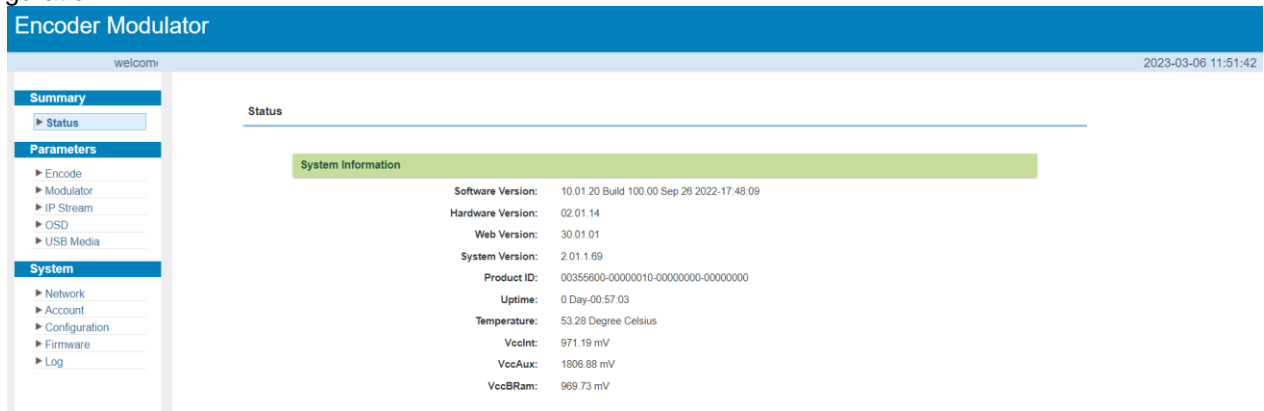 Encoder Modulator
welcom
2023-03-06 11:51:42
Summary
Status
Parameters
Encode
Modulator
IP Stream
OSD
USB Media
System
Network
Account
Configuration
Firmware
Log
Status
System Information
Software Version: 10.01.20 Build 100.00 Sep 26 2022-17:48:09
Hardware Version: 02.01.14
Web Version: 30.01.01
System Version: 2.01.1.69
Product ID: 00355600-00000010-00000000-00000000
Uptime: 0 Day-00:57:03
Temperature: 53.28 Degree Celsius
VccInt: 971.19 mV
VccAux: 1806.88 mV
VccBRam: 969.73 mV